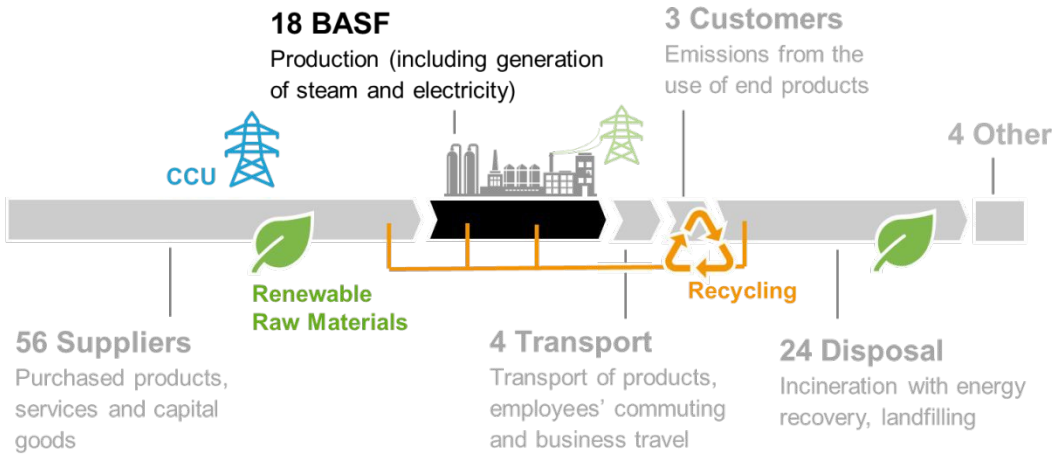 18 BASF
Production (including generation
of steam and electricity)
3 Customers
Emissions from the
use of end products
4 Other
CCU
Renewable
Raw Materials
Recycling
56 Suppliers
Purchased products,
services and capital
goods
4 Transport
Transport of products,
employees’ commuting
and business travel
24 Disposal
Incineration with energy
recovery, landfilling